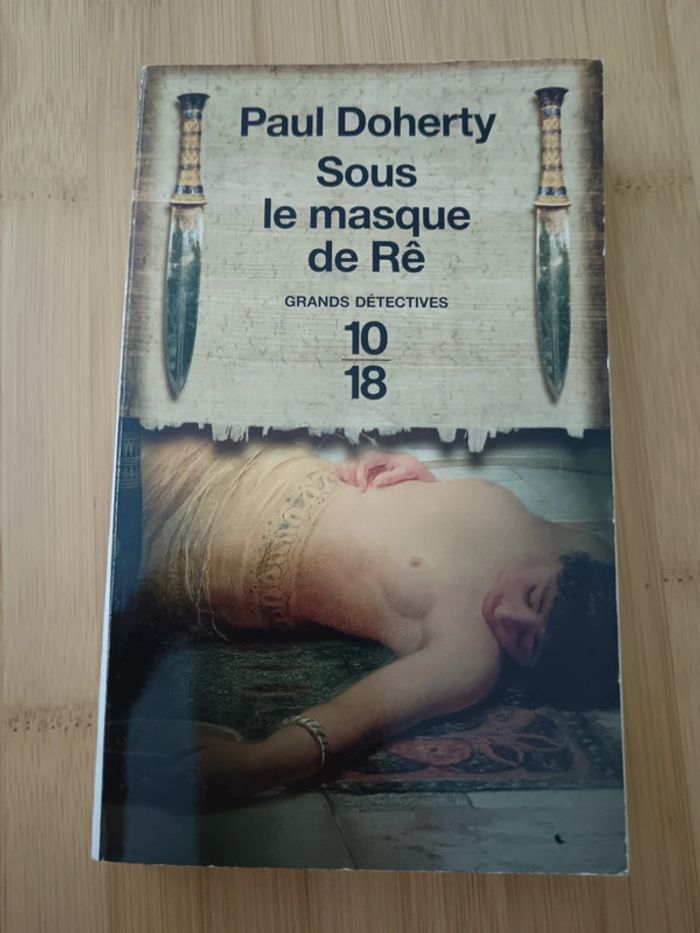 Paul Doherty
Sous
le masque
de Rê
GRANDS DÉTECTIVES
10
18